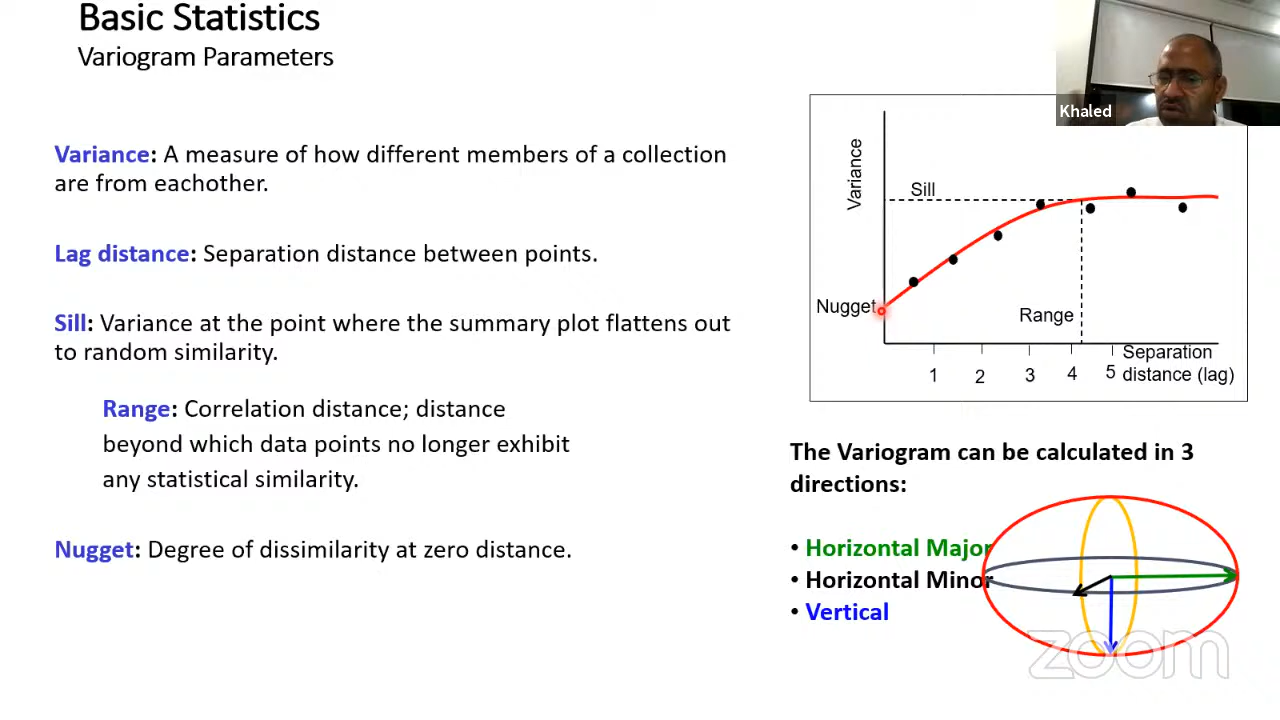 Basic Statistics
Variogram Parameters
Khaled
Variance: A measure of how different members of a collection
are from eachother.
Lag distance: Separation distance between points.
Sill: Variance at the point where the summary plot flattens out
to random similarity.
Range: Correlation distance; distance
beyond which data points no longer exhibit
any statistical similarity.
Nugget: Degree of dissimilarity at zero distance.
Variance
Sill
Nugget
Range
1 2 3 4 5
Separation
distance (lag)
The Variogram can be calculated in 3
directions:
• Horizontal Major
• Horizontal Minor
• Vertical
zoom